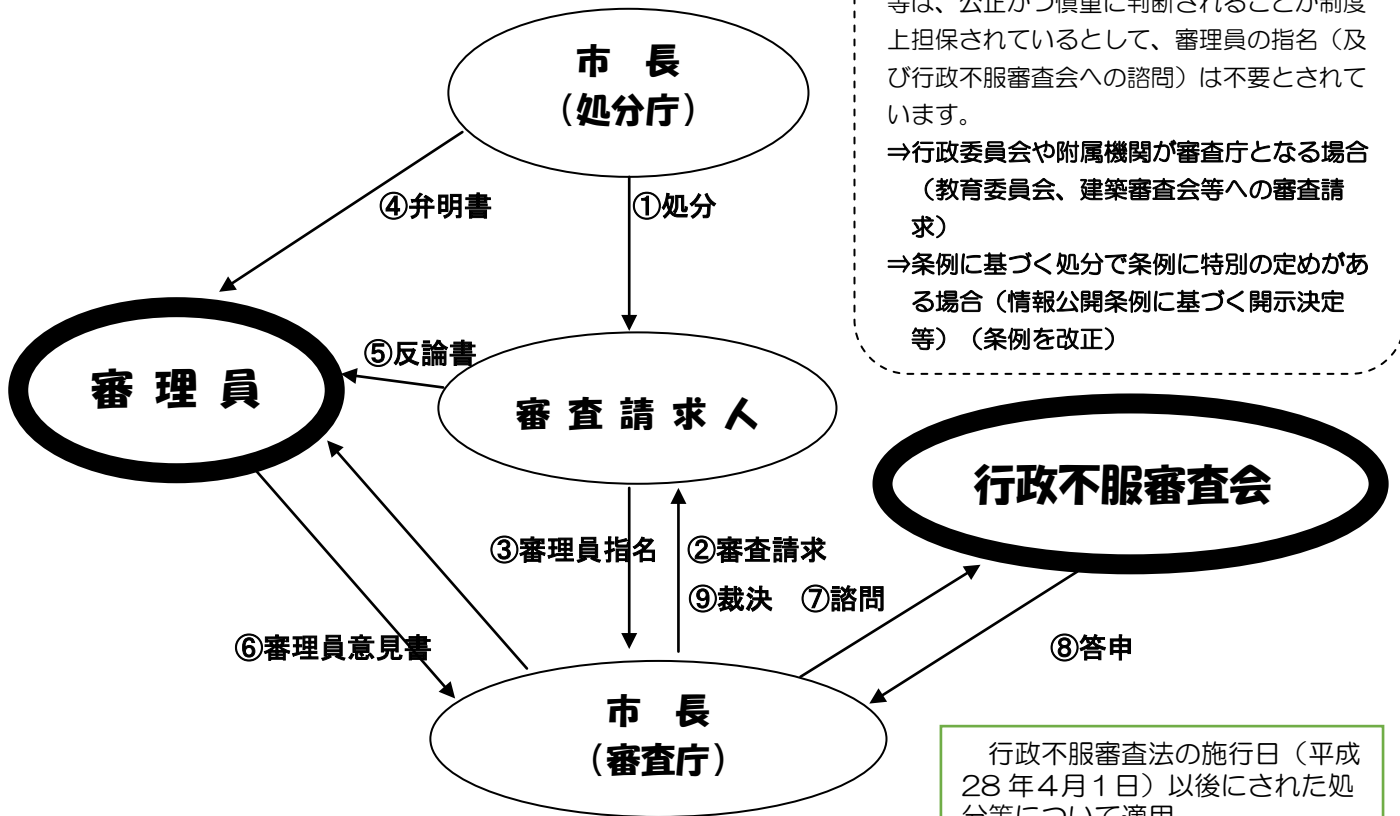 等は、公正かつ慎重に判断されることが制度
上担保されているとして、審理員の指名（及
び行政不服審査会への諮問）は不要とされて
います。
⇒行政委員会や附属機関が審査庁となる場合
（教育委員会、建築審査会等への審査請
求）
⇒条例に基づく処分で条例に特別の定めがあ
る場合（情報公開条例に基づく開示決定
等）（条例を改正）
市 長
（処分庁）
④弁明書
①処分
⑤反論書
審 理 員
審 査 請 求 人
行政不服審査会
③審理員指名
②審査請求
⑨裁決 ⑦諮問
⑥審理員意見書
⑧答申
市 長
（審査庁）
行政不服審査法の施行日（平成
28 年４月１日）以後にされた処
分等について適用